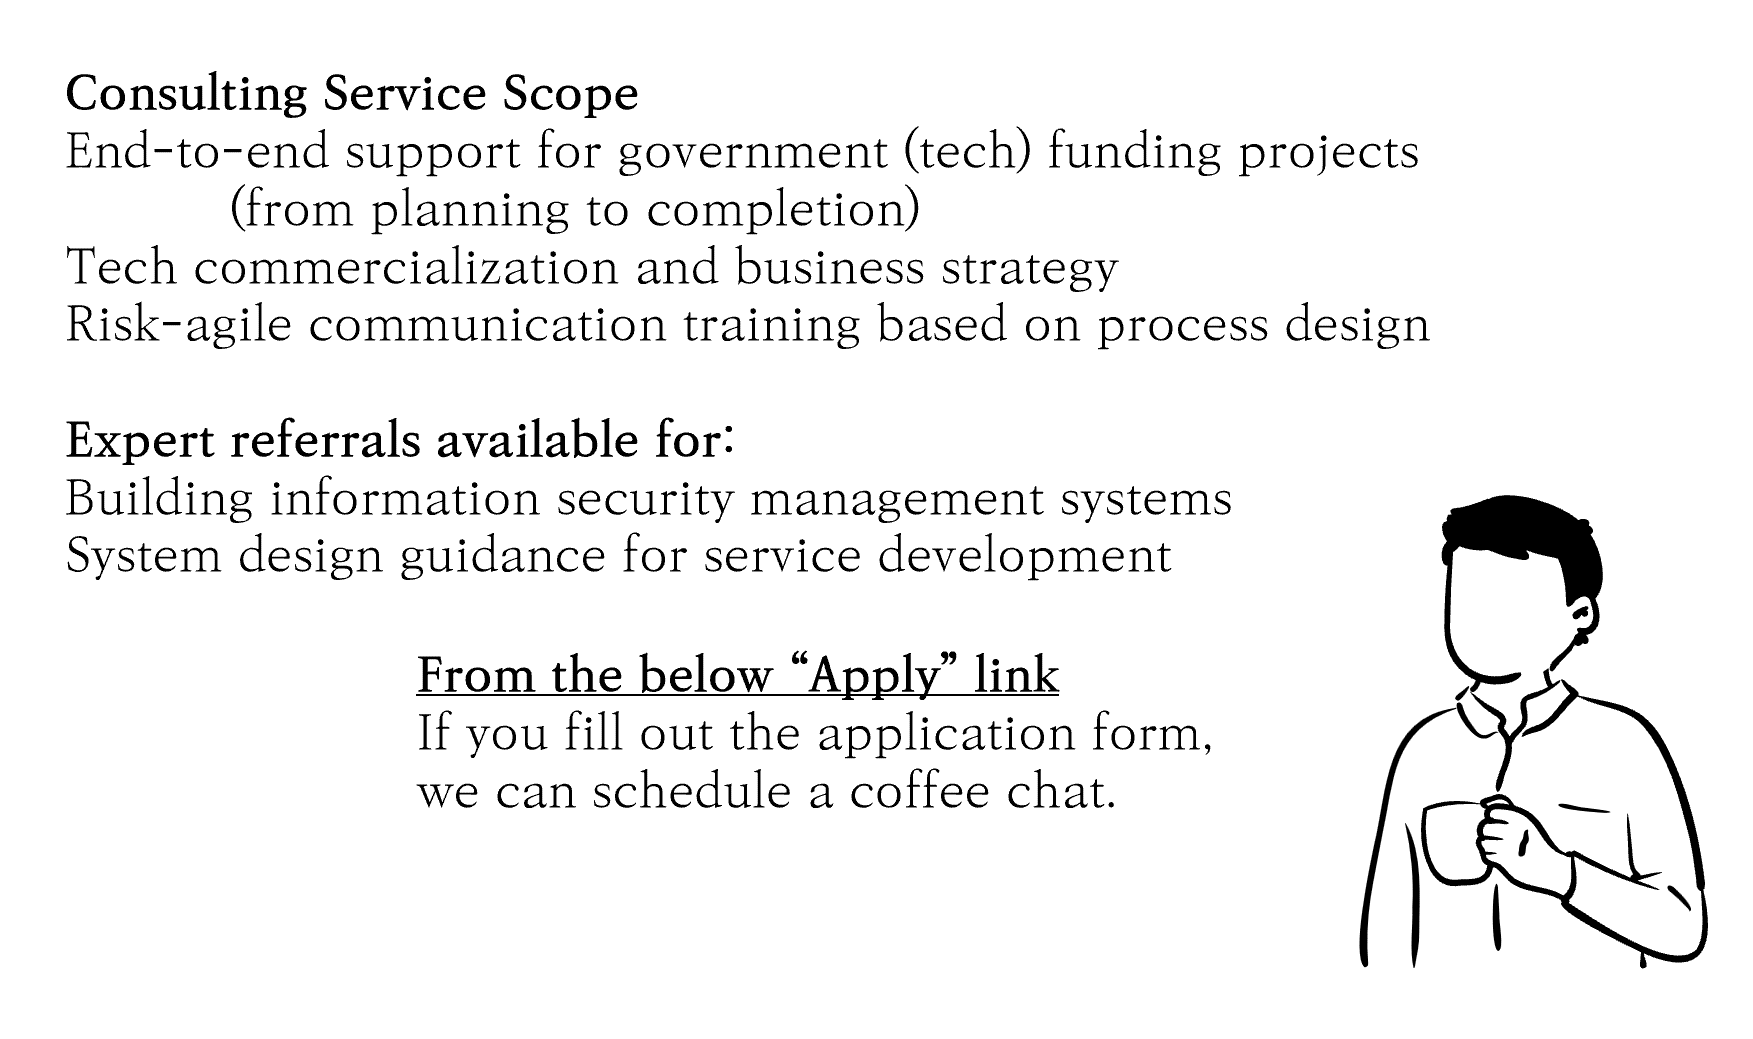 Consulting Service Scope
End-to-end support for government (tech) funding projects
(from planning to completion)
Tech commercialization and business strategy
Risk-agile communication training based on process design
Expert referrals available for:
Building information security management systems
System design guidance for service development
From the below “Apply” link
If you fill out the application form,
we can schedule a coffee chat.